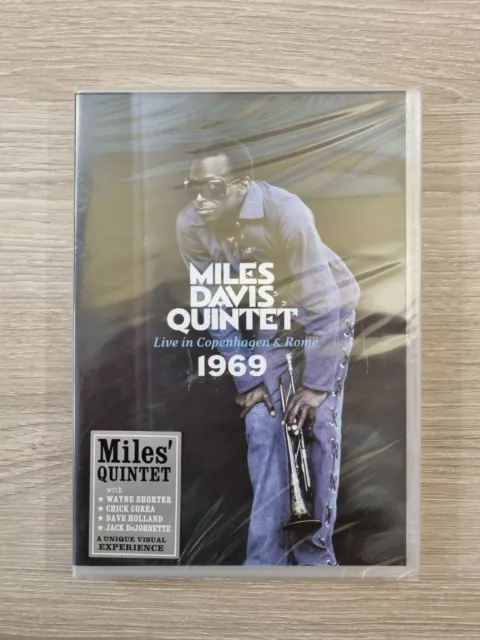 MILES
DAVIS
QUINTET
Live in Copenhagen & Rome
1969
Miles'
QUINTET
with
★ WAYNE SHORTER
★ CHICK COREA
★ DAVE HOLLAND
★ JACK DeJOHNETTE
A UNIQUE VISUAL
EXPERIENCE